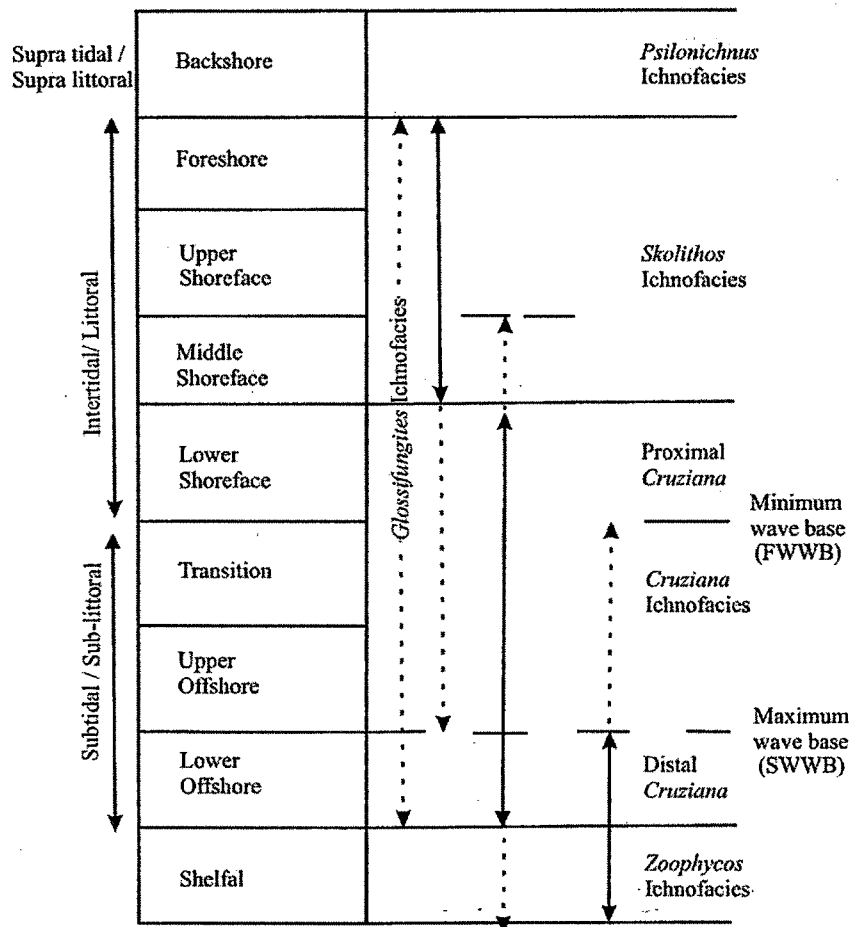 Supra tidal /
Supra littoral
Backshore
Psilonichnus
Ichnofacies
Foreshore
Upper
Shoreface
Skolithos
Ichnofacies
Intertidal/ Littoral
Glossifungites Ichnofacies
Middle
Shoreface
Lower
Shoreface
Proximal
Cruziana
Minimum
wave base
(FWWB)
Transition
Cruziana
Ichnofacies
Subtidal / Sub-littoral
Upper
Offshore
Maximum
wave base
(SWWB)
Lower
Offshore
Distal
Cruziana
Shelfal
Zoophycos
Ichnofacies